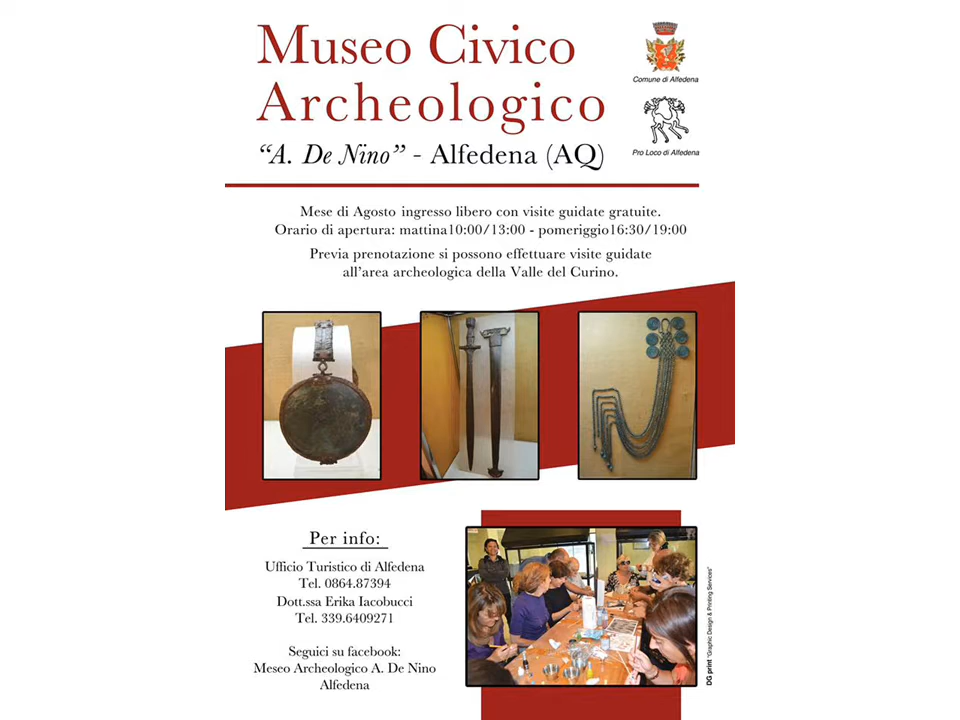 Museo Civico
Archeologico
“A. De Nino” - Alfedena (AQ)
Comune di Alfedena
Pro Loco di Alfedena
Mese di Agosto ingresso libero con visite guidate gratuite.
Orario di apertura: mattina10:00/13:00 - pomeriggio16:30/19:00
Previa prenotazione si possono effettuare visite guidate
all’area archeologica della Valle del Curino.
Per info:
Ufficio Turistico di Alfedena
Tel. 0864.87394
Dott.ssa Erika Iacobucci
Tel. 339.6409271
Seguici su facebook:
Meseo Archeologico A. De Nino
Alfedena
DG print "Graphic Design & Printing Services"